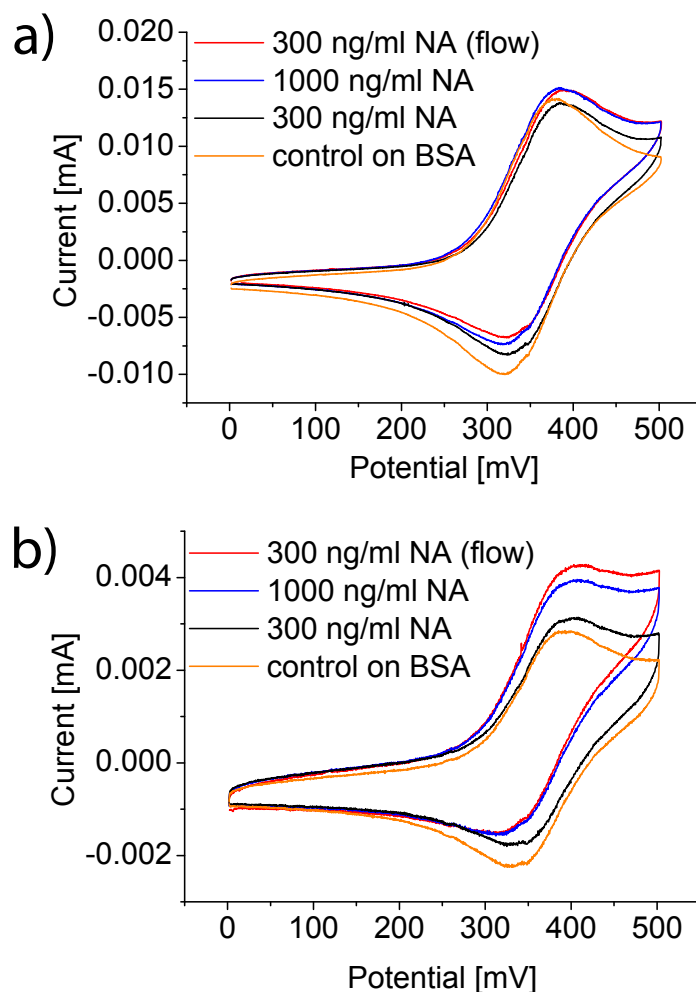 a)
300 ng/ml NA (flow)
1000 ng/ml NA
300 ng/ml NA
control on BSA
0.020
0.015
0.010
0.005
0.000
-0.005
-0.010
Current [mA]
0 100 200 300 400 500
Potential [mV]
b)
300 ng/ml NA (flow)
1000 ng/ml NA
300 ng/ml NA
control on BSA
0.004
0.002
0.000
-0.002
Current [mA]
0 100 200 300 400 500
Potential [mV]